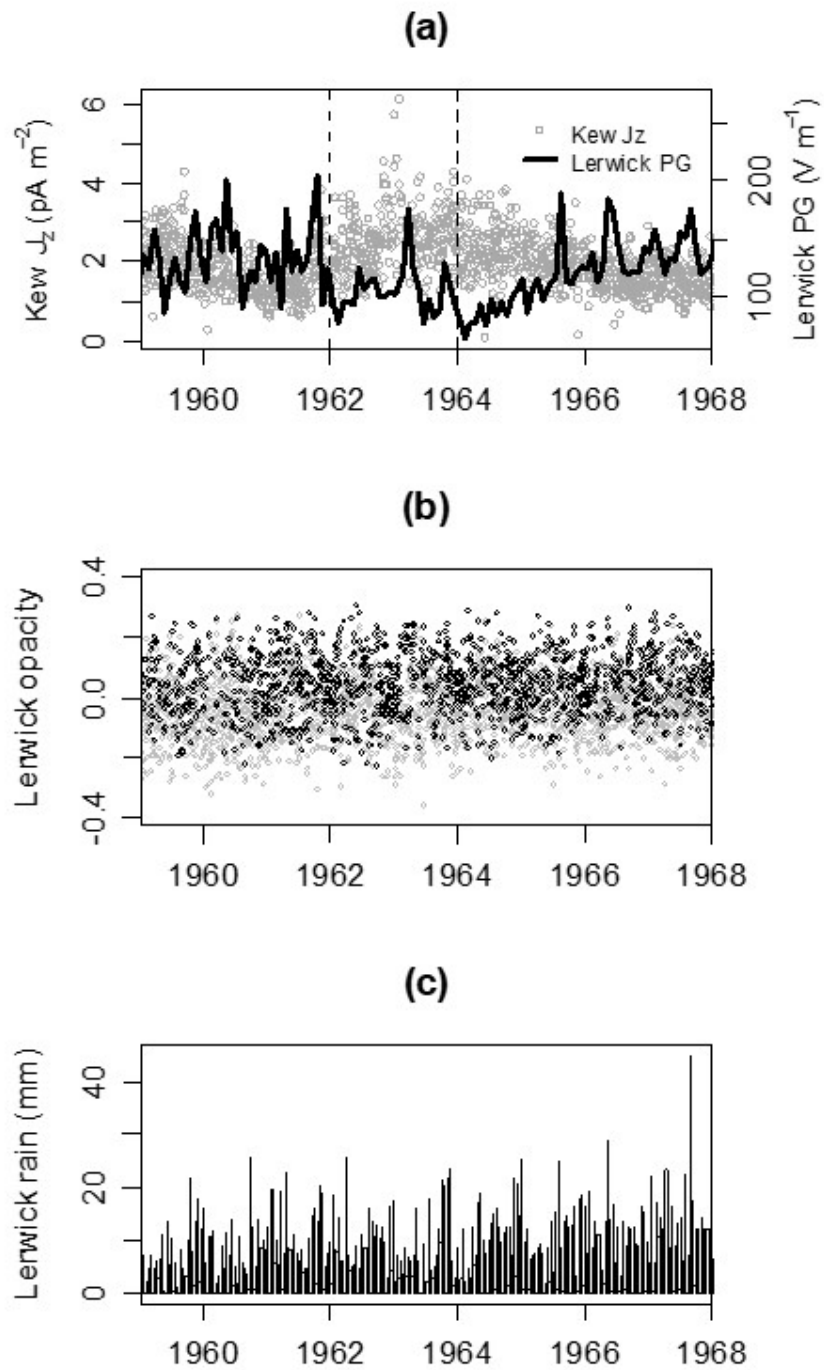 (a)
Kew Jz (pA m−2)
6
4
2
0
Kew Jz
Lerwick PG
200
100
Lerwick PG (V m−1)
1960 1962 1964 1966 1968
(b)
Lerwick opacity
0.4
0.0
-0.4
1960 1962 1964 1966 1968
(c)
Lerwick rain (mm)
40
20
0
1960 1962 1964 1966 1968